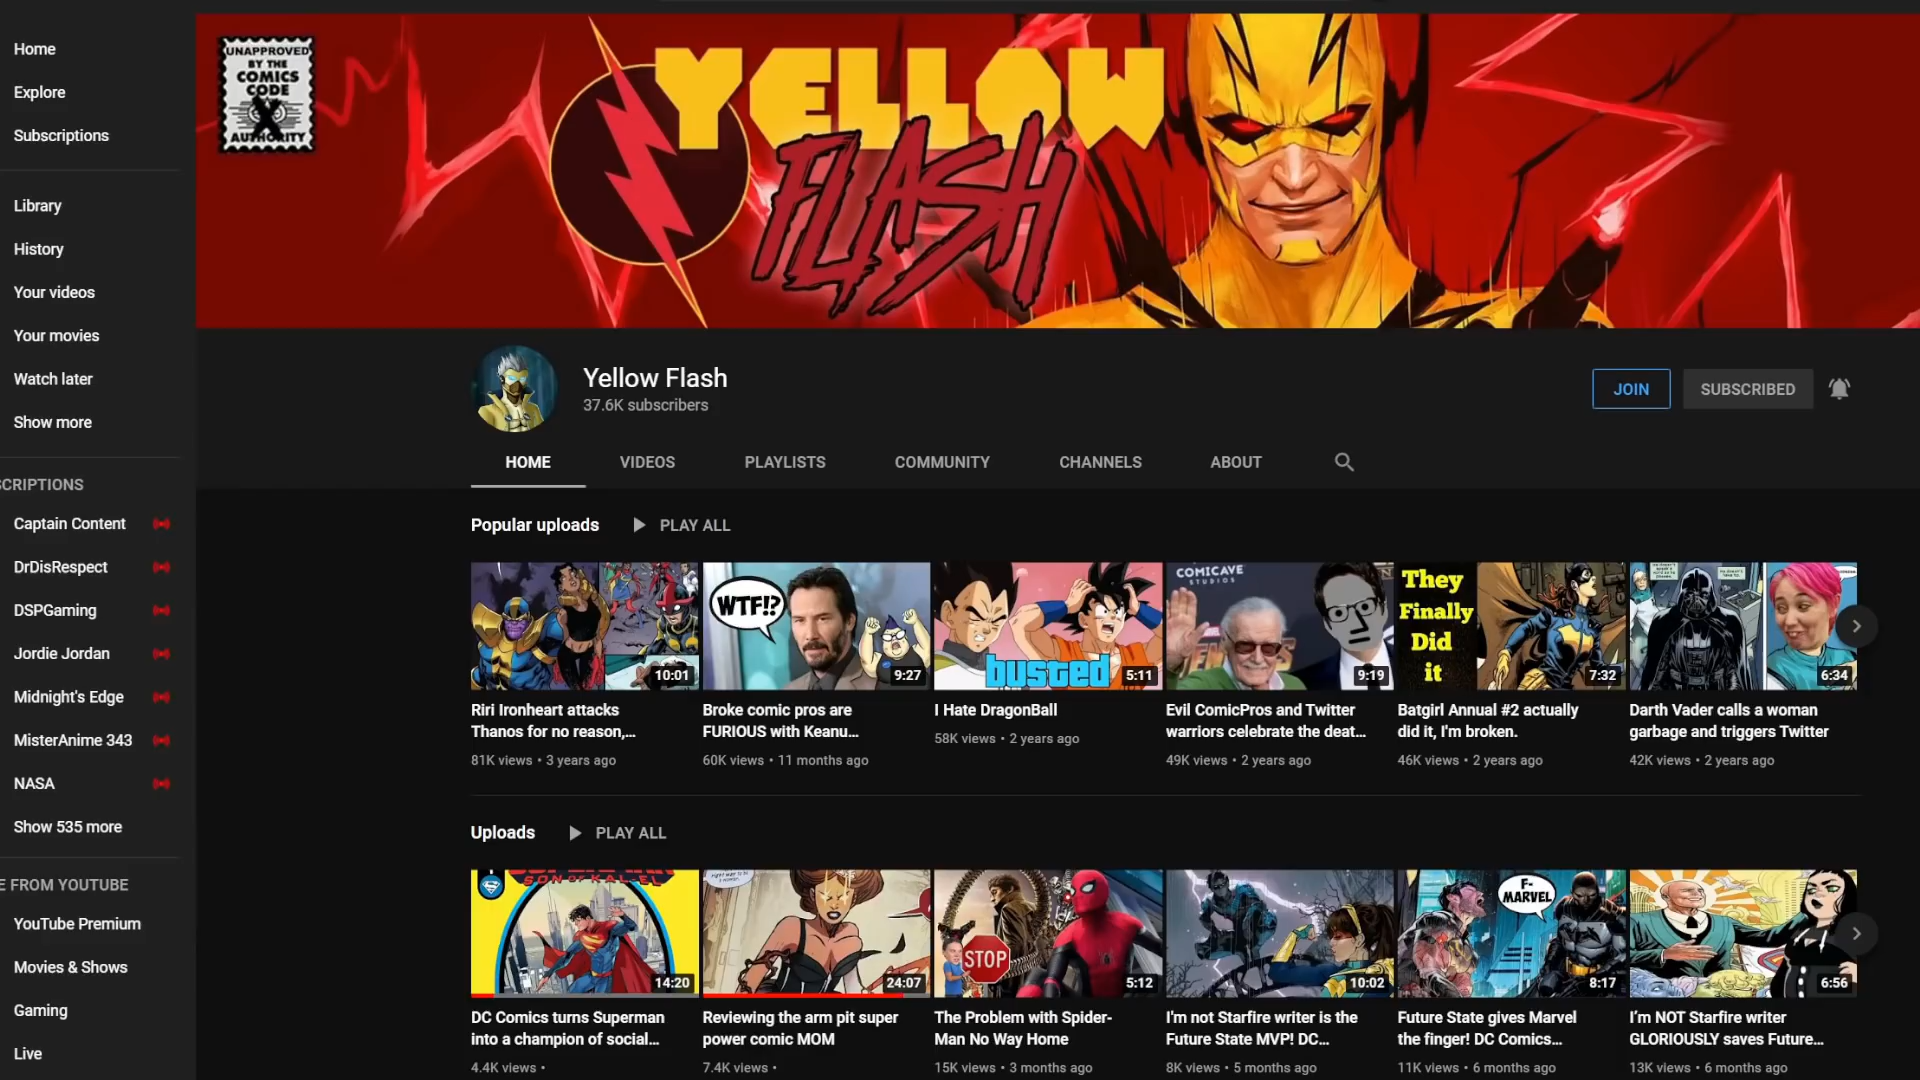 Home
Explore
Subscriptions
Library
History
Your videos
Your movies
Watch later
Show more
SCRIPTIONS
Captain Content
DrDisRespect
DSPGaming
Jordie Jordan
Midnight's Edge
MisterAnime 343
NASA
Show 535 more
E FROM YOUTUBE
YouTube Premium
Movies & Shows
Gaming
Live
UNAPPROVED
BY THE
COMICS
CODE
AUTHORITY
YELLOW
FLASH
Yellow Flash
37.6K subscribers
JOIN
SUBSCRIBED
HOME
VIDEOS
PLAYLISTS
COMMUNITY
CHANNELS
ABOUT
Popular uploads
PLAY ALL
10:01
Riri Ironheart attacks
Thanos for no reason,...
81K views • 3 years ago
WTF!?
9:27
Broke comic pros are
FURIOUS with Keanu...
60K views • 11 months ago
busted
5:11
I Hate DragonBall
58K views • 2 years ago
COMICAVE
STUDIOS
9:19
Evil ComicPros and Twitter
warriors celebrate the deat...
49K views • 2 years ago
They
Finally
Did
it
7:32
Batgirl Annual #2 actually
did it, I'm broken.
46K views • 2 years ago
6:34
Darth Vader calls a woman
garbage and triggers Twitter
42K views • 2 years ago
Uploads
PLAY ALL
SON OF KAL-EL
14:20
DC Comics turns Superman
into a champion of social...
4.4K views •
24:07
Reviewing the arm pit super
power comic MOM
7.4K views •
STOP
5:12
The Problem with Spider-
Man No Way Home
15K views • 3 months ago
10:02
I'm not Starfire writer is the
Future State MVP! DC...
8K views • 5 months ago
F-
MARVEL
8:17
Future State gives Marvel
the finger! DC Comics...
11K views • 6 months ago
6:56
I'm NOT Starfire writer
GLORIOUSLY saves Future...
13K views • 6 months ago